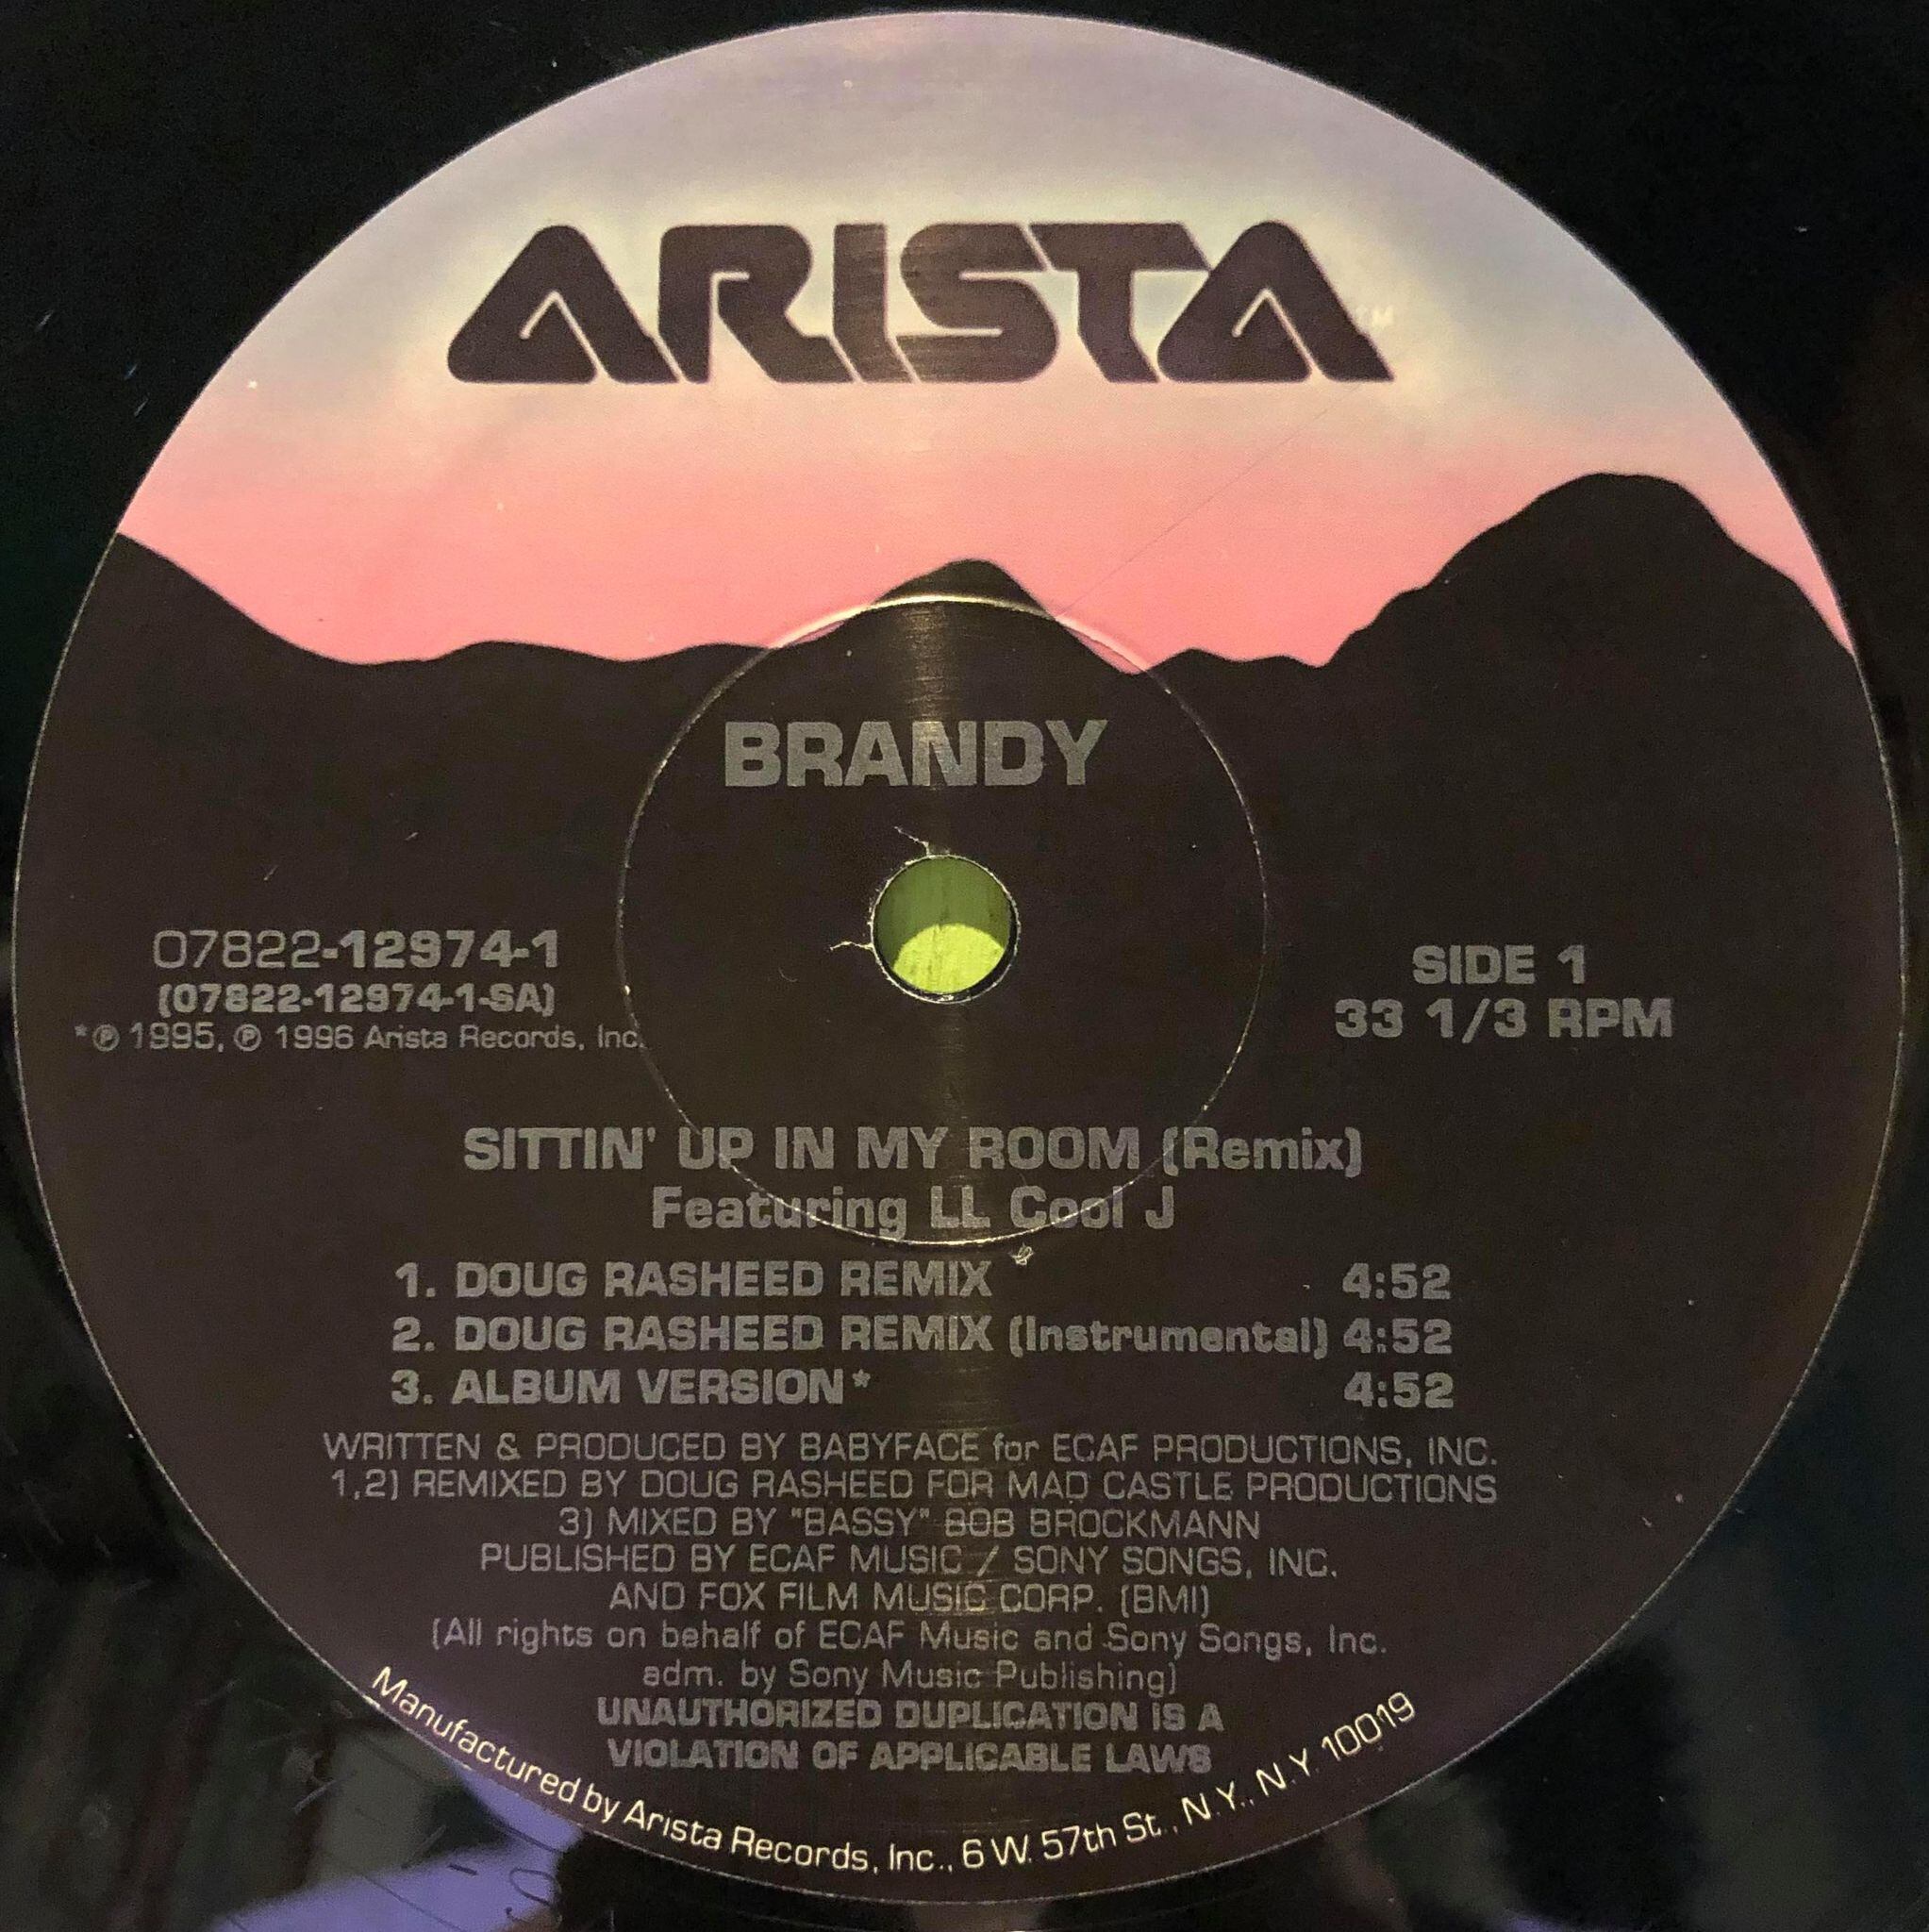 ARISTA™
BRANDY
07822-12974-1
(07822-12974-1-SA)
*℗ 1995, ℗ 1996 Arista Records, Inc.
SIDE 1
33 1/3 RPM
SITTIN' UP IN MY ROOM (Remix)
Featuring LL Cool J
1. DOUG RASHEED REMIX 4:52
2. DOUG RASHEED REMIX (Instrumental) 4:52
3. ALBUM VERSION* 4:52
WRITTEN & PRODUCED BY BABYFACE for ECAF PRODUCTIONS, INC.
1,2) REMIXED BY DOUG RASHEED FOR MAD CASTLE PRODUCTIONS
3) MIXED BY "BASSY" BOB BROCKMANN
PUBLISHED BY ECAF MUSIC / SONY SONGS, INC.
AND FOX FILM MUSIC CORP. (BMI)
(All rights on behalf of ECAF Music and Sony Songs, Inc.
adm. by Sony Music Publishing)
UNAUTHORIZED DUPLICATION IS A
VIOLATION OF APPLICABLE LAWS
Manufactured by Arista Records, Inc., 6 W. 57th St., N.Y., N.Y. 10019